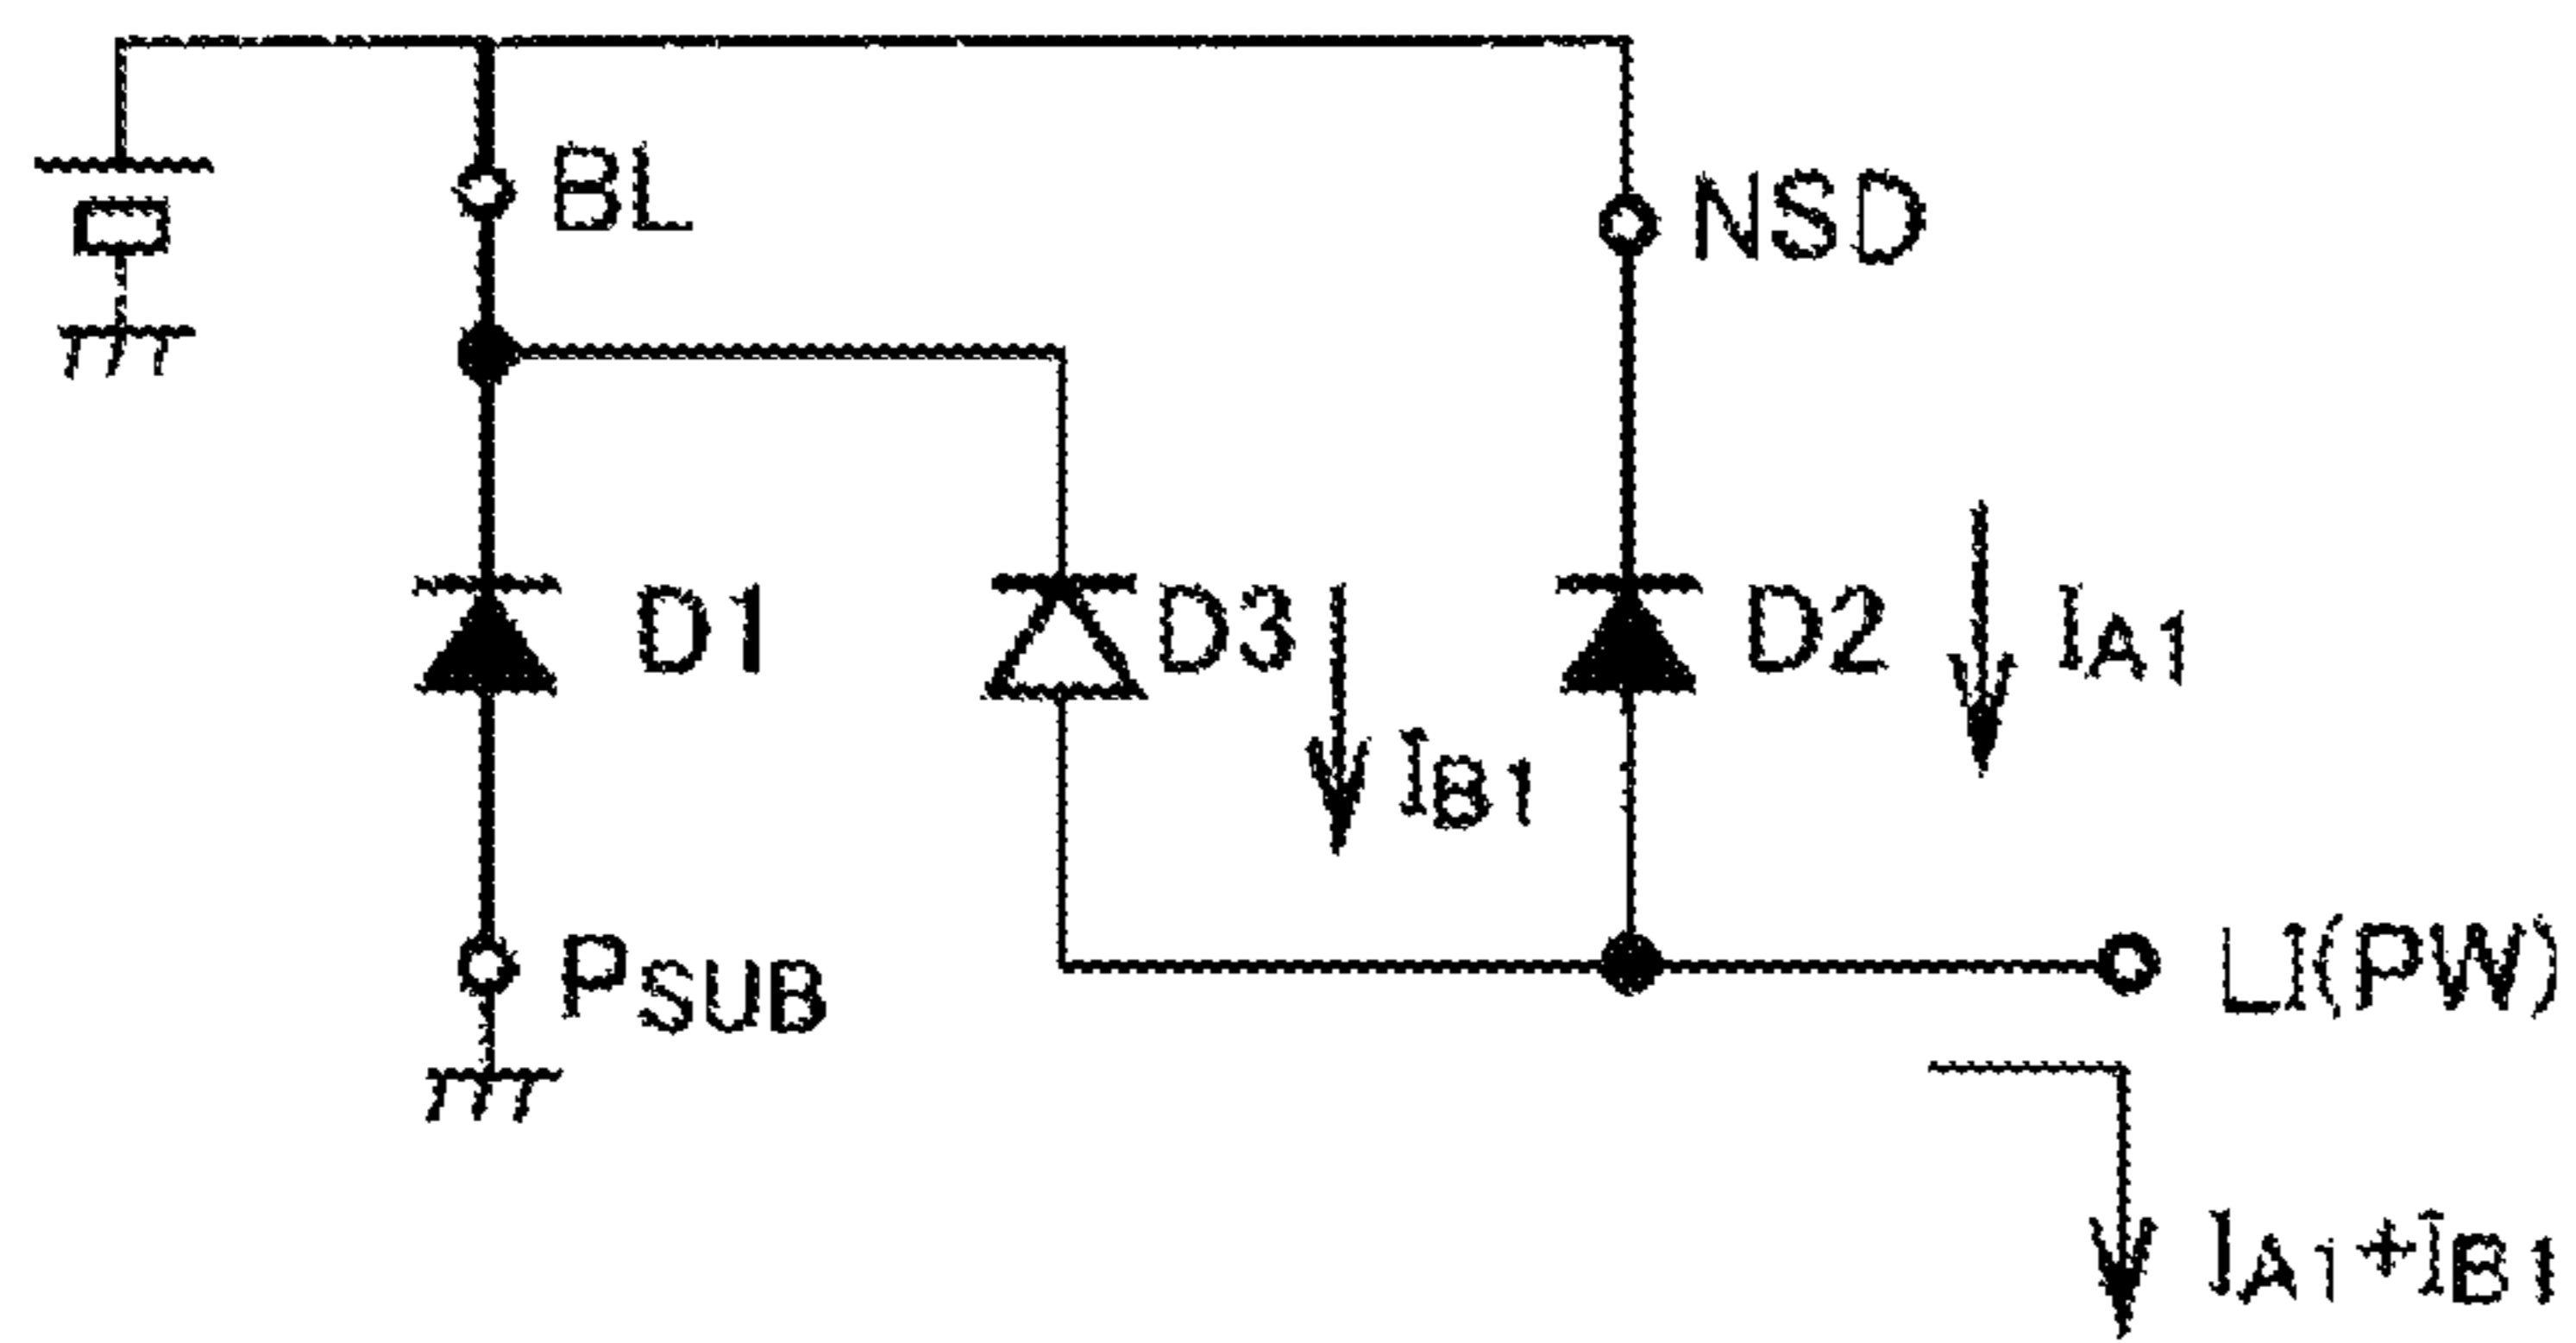 BL
NSD
D1
D3
D2
IA1
IB1
PSUB
LI(PW)
IA1+IB1